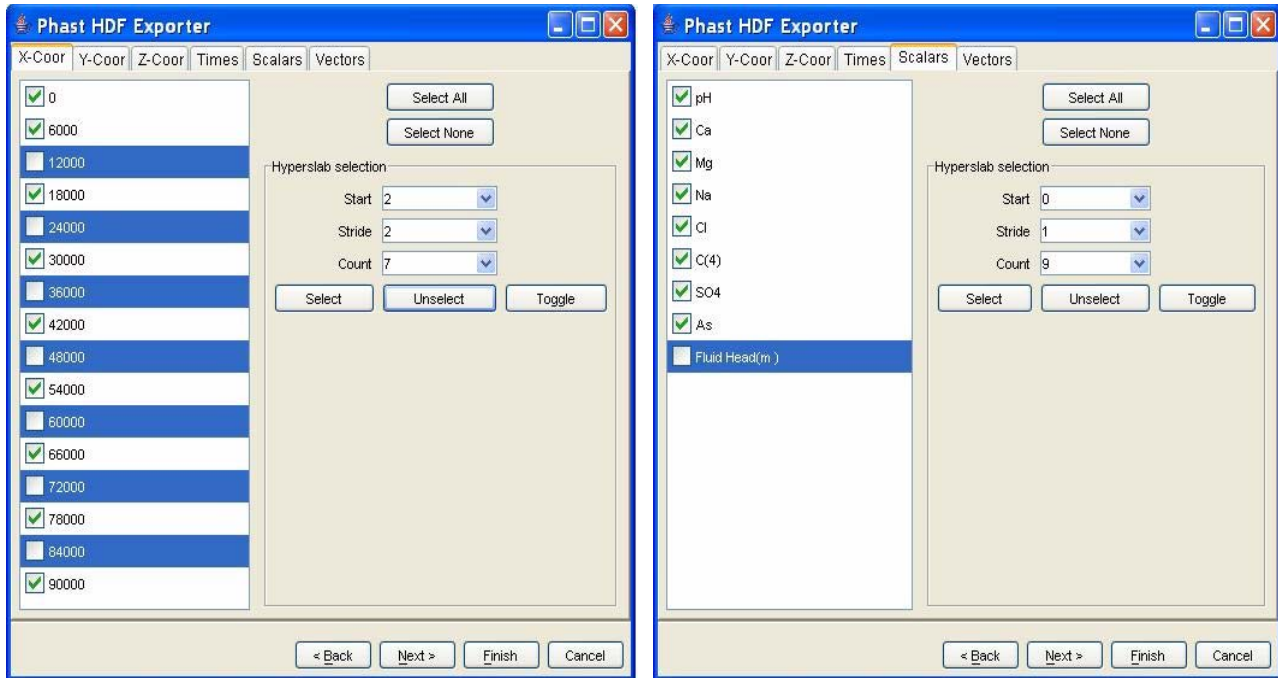 Phast HDF Exporter
X-Coor Y-Coor Z-Coor Times Scalars Vectors
0
6000
12000
18000
24000
30000
36000
42000
48000
54000
60000
66000
72000
78000
84000
90000
Select All
Select None
Hyperslab selection
Start 2
Stride 2
Count 7
Select Unselect Toggle
< Back Next > Finish Cancel
Phast HDF Exporter
X-Coor Y-Coor Z-Coor Times Scalars Vectors
pH
Ca
Mg
Na
Cl
C(4)
SO4
As
Fluid Head(m )
Select All
Select None
Hyperslab selection
Start 0
Stride 1
Count 9
Select Unselect Toggle
< Back Next > Finish Cancel